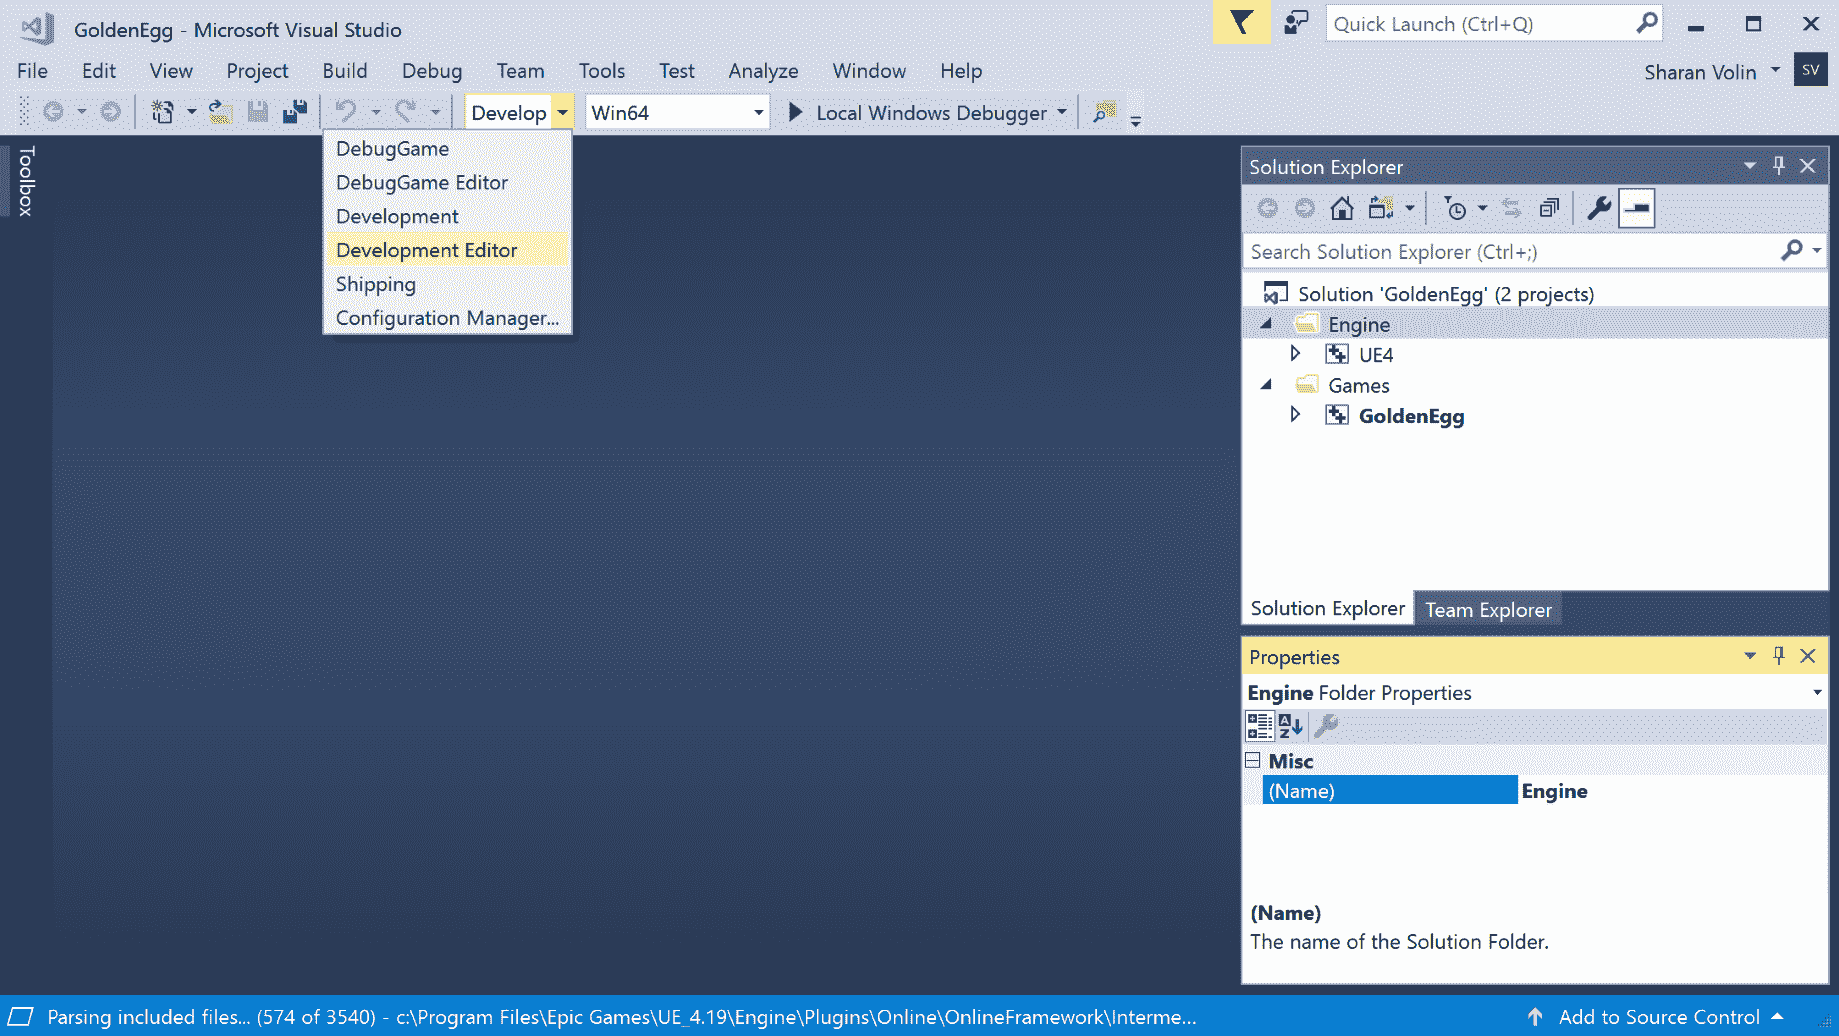 GoldenEgg - Microsoft Visual Studio
Quick Launch (Ctrl+Q)
File Edit View Project Build Debug Team Tools Test Analyze Window Help
Sharan Volin SV
Develop Win64 Local Windows Debugger
Toolbox
DebugGame
DebugGame Editor
Development
Development Editor
Shipping
Configuration Manager...
Solution Explorer
Search Solution Explorer (Ctrl+;)
Solution 'GoldenEgg' (2 projects)
Engine
UE4
Games
GoldenEgg
Solution Explorer Team Explorer
Properties
Engine Folder Properties
Misc
(Name) Engine
(Name)
The name of the Solution Folder.
Parsing included files... (574 of 3540) - c:\Program Files\Epic Games\UE_4.19\Engine\Plugins\Online\OnlineFramework\Interme...
Add to Source Control